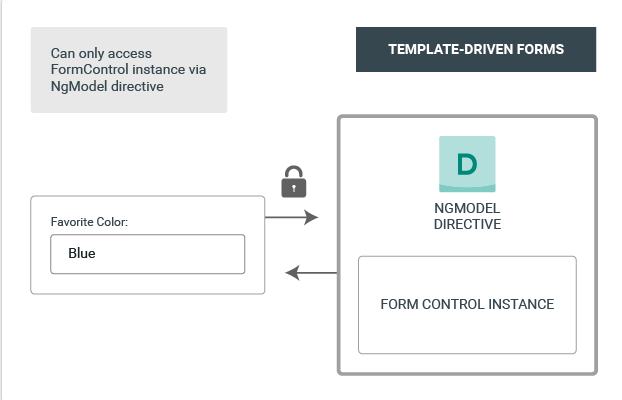 Can only access
FormControl instance via
NgModel directive
TEMPLATE-DRIVEN FORMS
D
NGMODEL
DIRECTIVE
Favorite Color:
Blue
FORM CONTROL INSTANCE